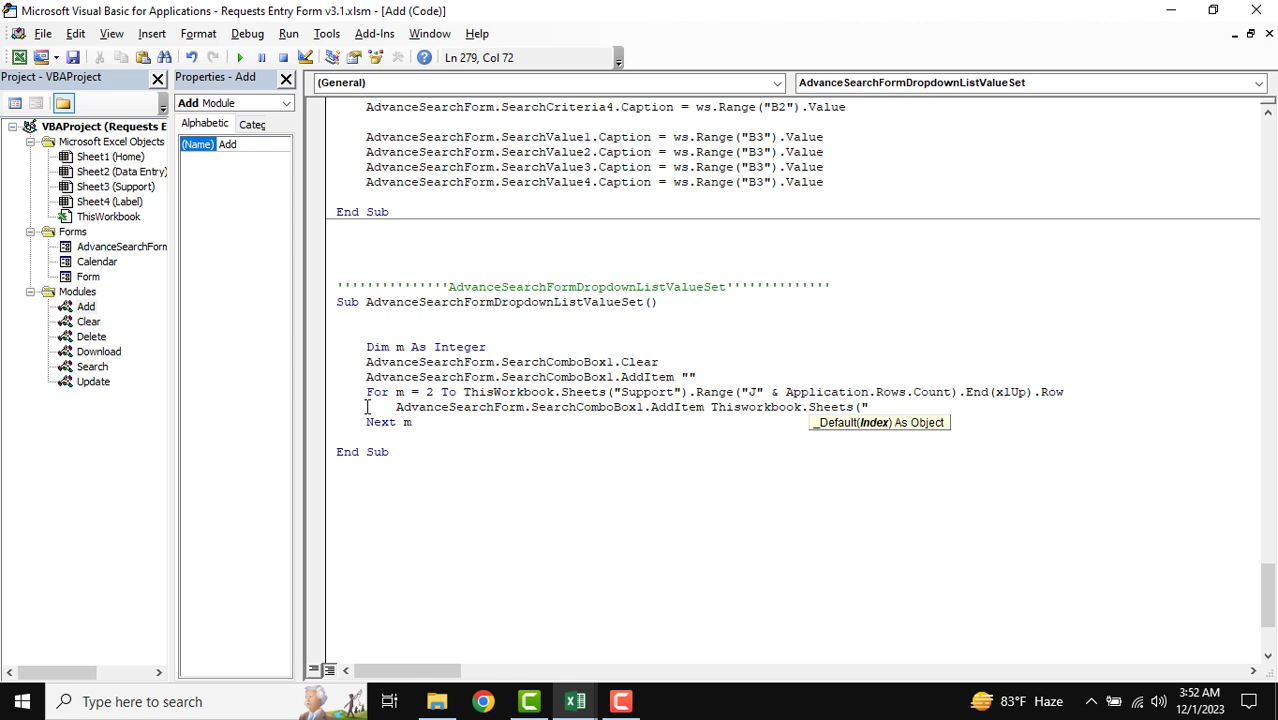 Microsoft Visual Basic for Applications - Requests Entry Form v3.1.xlsm - [Add (Code)]
File Edit View Insert Format Debug Run Tools Add-Ins Window Help
Ln 279, Col 72
Project - VBAProject
Properties - Add
(General)
AdvanceSearchFormDropdownListValueSet
Add Module
Alphabetic Categ
(Name) Add
VBAProject (Requests E
Microsoft Excel Objects
Sheet1 (Home)
Sheet2 (Data Entry)
Sheet3 (Support)
Sheet4 (Label)
ThisWorkbook
Forms
AdvanceSearchForm
Calendar
Form
Modules
Add
Clear
Delete
Download
Search
Update
AdvanceSearchForm.SearchCriteria4.Caption = ws.Range("B2").Value
AdvanceSearchForm.SearchValue1.Caption = ws.Range("B3").Value
AdvanceSearchForm.SearchValue2.Caption = ws.Range("B3").Value
AdvanceSearchForm.SearchValue3.Caption = ws.Range("B3").Value
AdvanceSearchForm.SearchValue4.Caption = ws.Range("B3").Value
End Sub
'''''''''''''''AdvanceSearchFormDropdownListValueSet''''''''''''''
Sub AdvanceSearchFormDropdownListValueSet()
Dim m As Integer
AdvanceSearchForm.SearchComboBox1.Clear
AdvanceSearchForm.SearchComboBox1.AddItem ""
For m = 2 To ThisWorkbook.Sheets("Support").Range("J" & Application.Rows.Count).End(xlUp).Row
AdvanceSearchForm.SearchComboBox1.AddItem Thisworkbook.Sheets("
_Default(Index) As Object
Next m
End Sub
Type here to search
83°F Haze
3:52 AM
12/1/2023